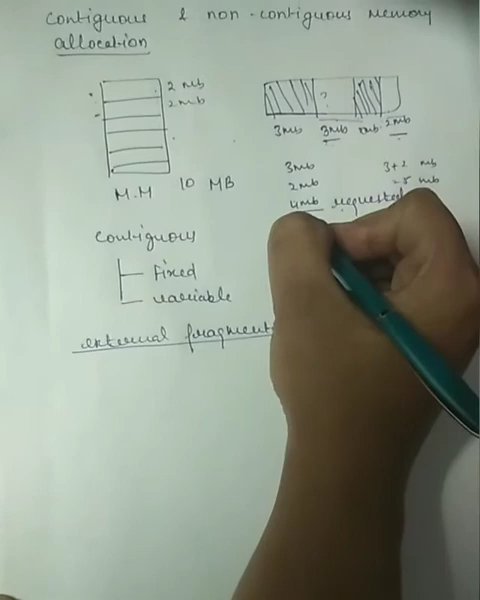 Contiguous & non-contiguous Memory
allocation
2 mb
2 mb
M.M 10 MB
?
3mb 3mb 2mb
3mb 3+2 mb
2mb =5 mb
4mb requested
Contiguous
Fixed
variable
external fragment